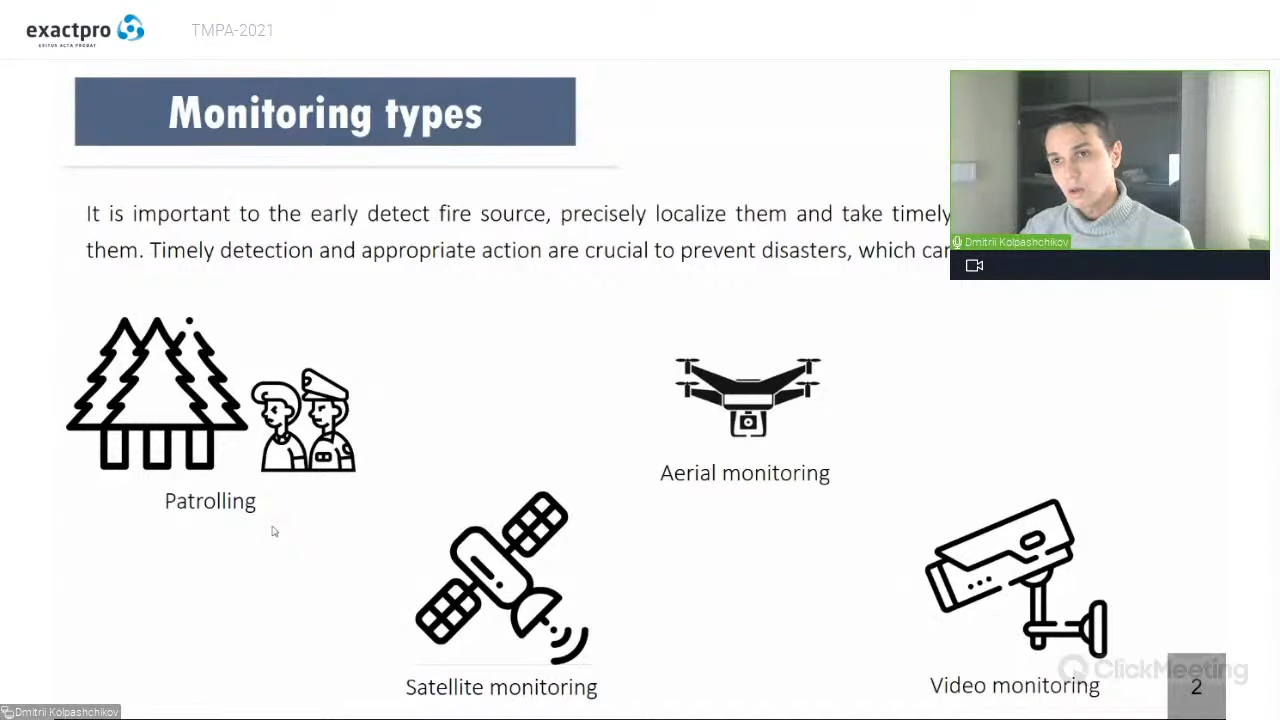 exactpro
EXITUS ACTA PROBAT
TMPA-2021
Monitoring types
It is important to the early detect fire source, precisely localize them and take timely
them. Timely detection and appropriate action are crucial to prevent disasters, which can
Dmitrii Kolpashchikov
Patrolling
Aerial monitoring
Satellite monitoring
Video monitoring
ClickMeeting
2
Dmitrii Kolpashchikov